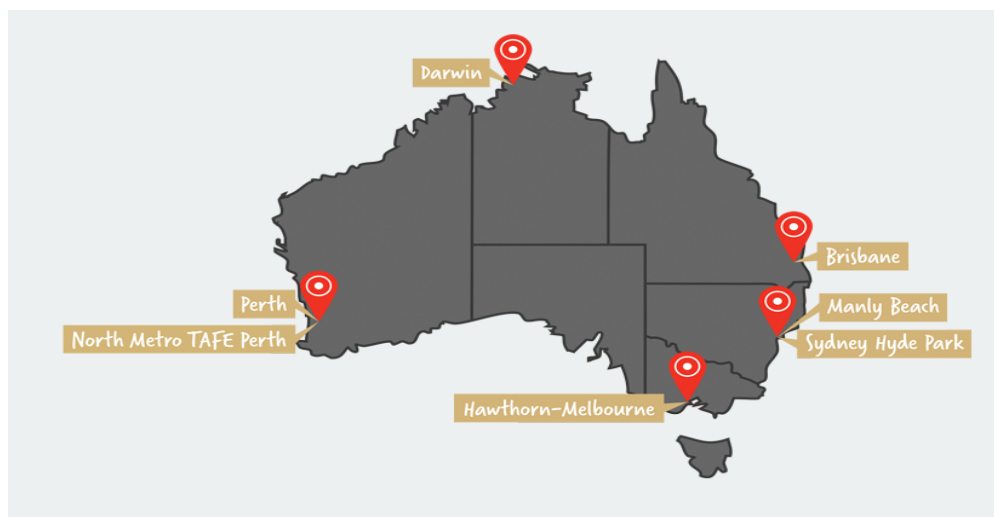 Darwin
Brisbane
Perth
Manly Beach
North Metro TAFE Perth
Sydney Hyde Park
Hawthorn-Melbourne